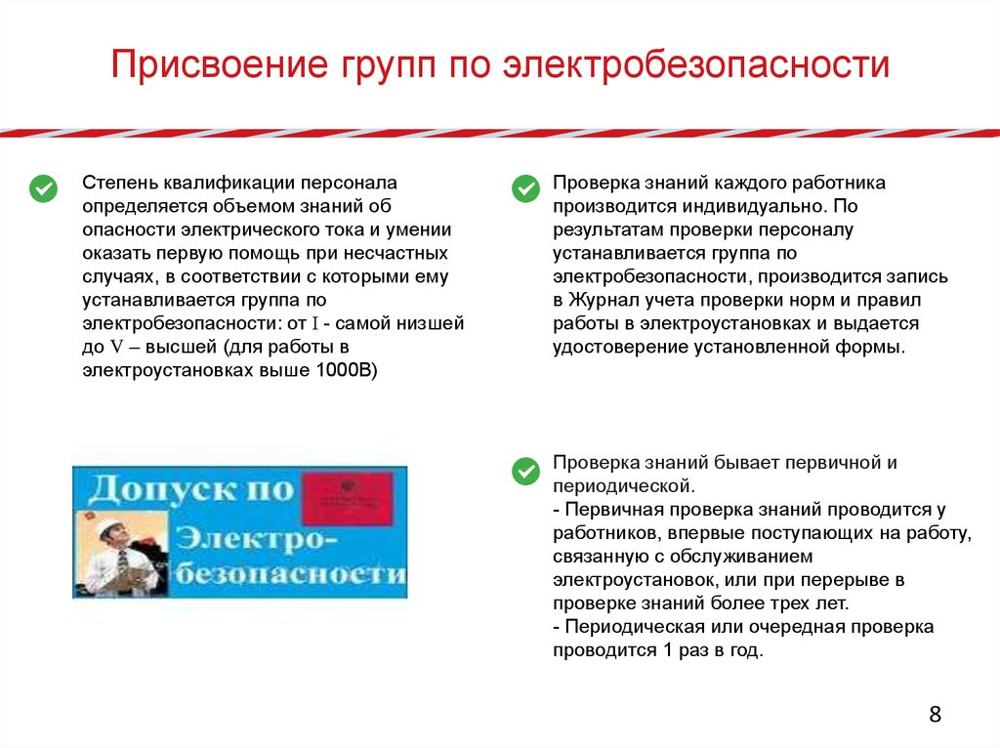 Присвоение групп по электробезопасности
Степень квалификации персонала
определяется объемом знаний об
опасности электрического тока и умении
оказать первую помощь при несчастных
случаях, в соответствии с которыми ему
устанавливается группа по
электробезопасности: от I - самой низшей
до V – высшей (для работы в
электроустановках выше 1000В)
Допуск по
Электро-
безопасности
Проверка знаний каждого работника
производится индивидуально. По
результатам проверки персоналу
устанавливается группа по
электробезопасности, производится запись
в Журнал учета проверки норм и правил
работы в электроустановках и выдается
удостоверение установленной формы.
Проверка знаний бывает первичной и
периодической.
- Первичная проверка знаний проводится у
работников, впервые поступающих на работу,
связанную с обслуживанием
электроустановок, или при перерыве в
проверке знаний более трех лет.
- Периодическая или очередная проверка
проводится 1 раз в год.
8